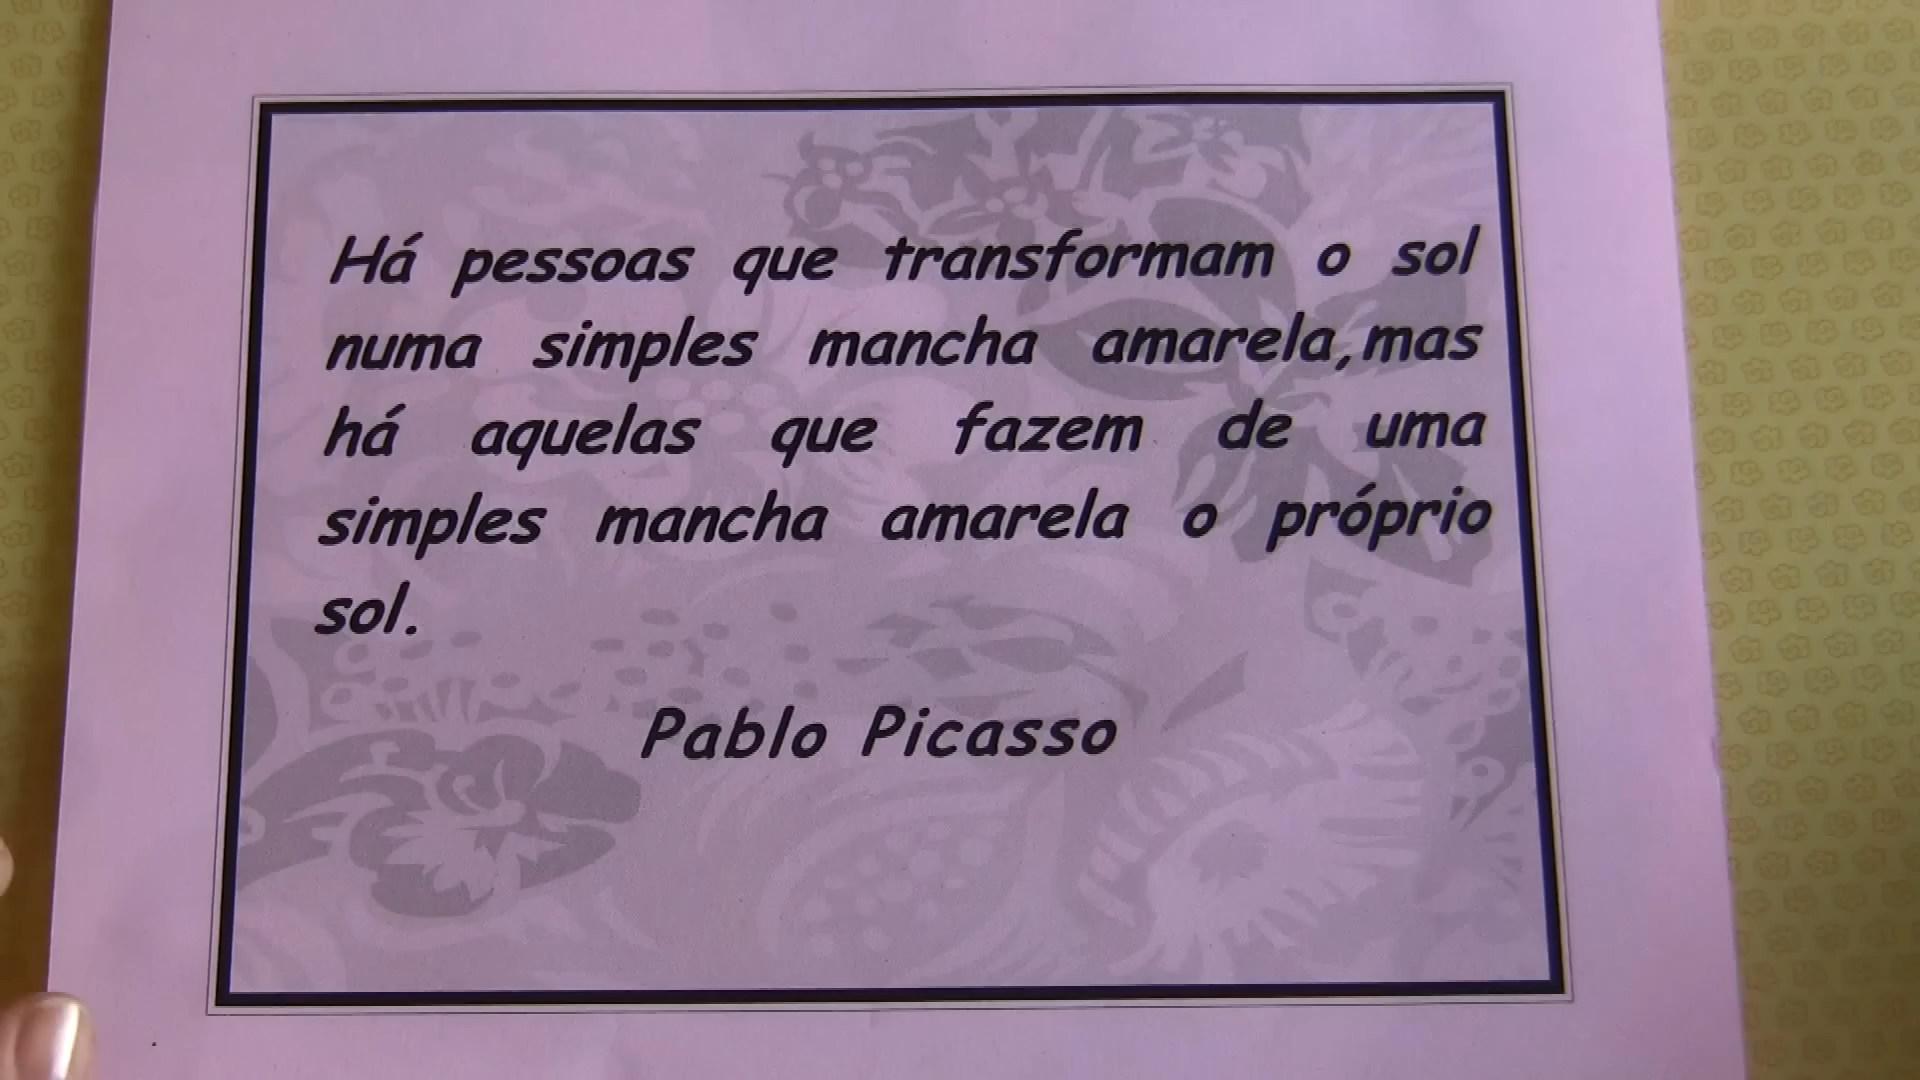 Há pessoas que transformam o sol
numa simples mancha amarela,mas
há aquelas que fazem de uma
simples mancha amarela o próprio
sol.
Pablo Picasso